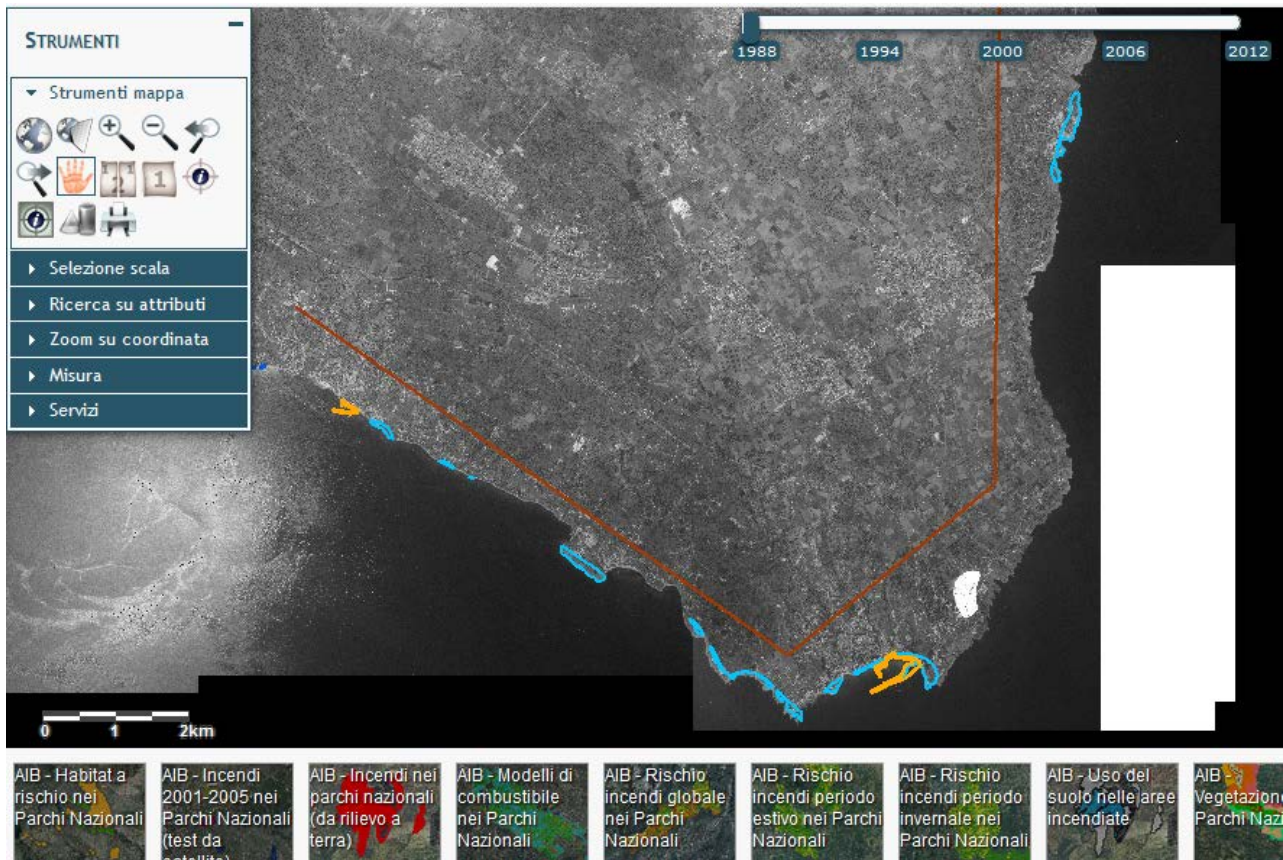 STRUMENTI
Strumenti mappa
Selezione scala
Ricerca su attributi
Zoom su coordinata
Misura
Servizi
1988 1994 2000 2006 2012
0 1 2km
AIB - Habitat a
rischio nei
Parchi Nazionali
AIB - Incendi
2001-2005 nei
Parchi Nazionali
(test da
satellite)
AIB - Incendi nei
parchi nazionali
(da rilievo a
terra)
AIB - Modelli di
combustibile
nei Parchi
Nazionali
AIB - Rischio
incendi globale
nei Parchi
Nazionali
AIB - Rischio
incendi periodo
estivo nei Parchi
Nazionali
AIB - Rischio
incendi periodo
invernale nei
Parchi Nazionali
AIB - Uso del
suolo nelle aree
incendiate
AIB -
Vegetazione
Parchi Nazi